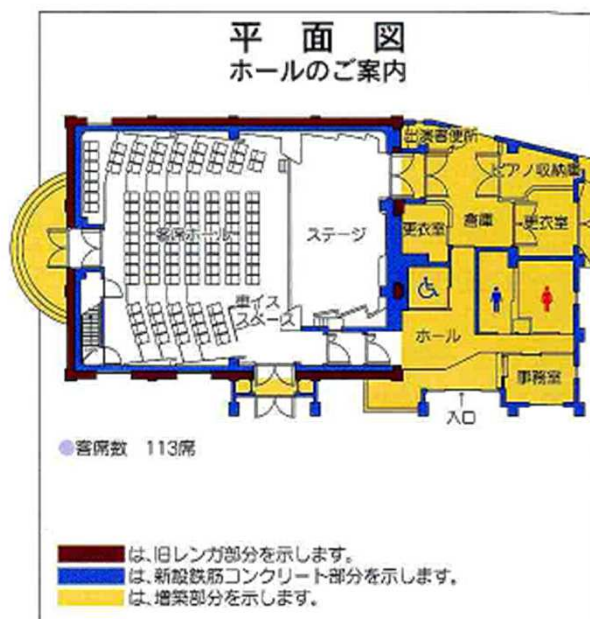 平面図
ホールのご案内
出演者便所
ピアノ収納庫
更衣室
倉庫
更衣室
客席ホール
ステージ
車イス
スペース
ホール
事務室
入口
●客席数 113席
は、旧レンガ部分を示します。
は、新設鉄筋コンクリート部分を示します。
は、増築部分を示します。